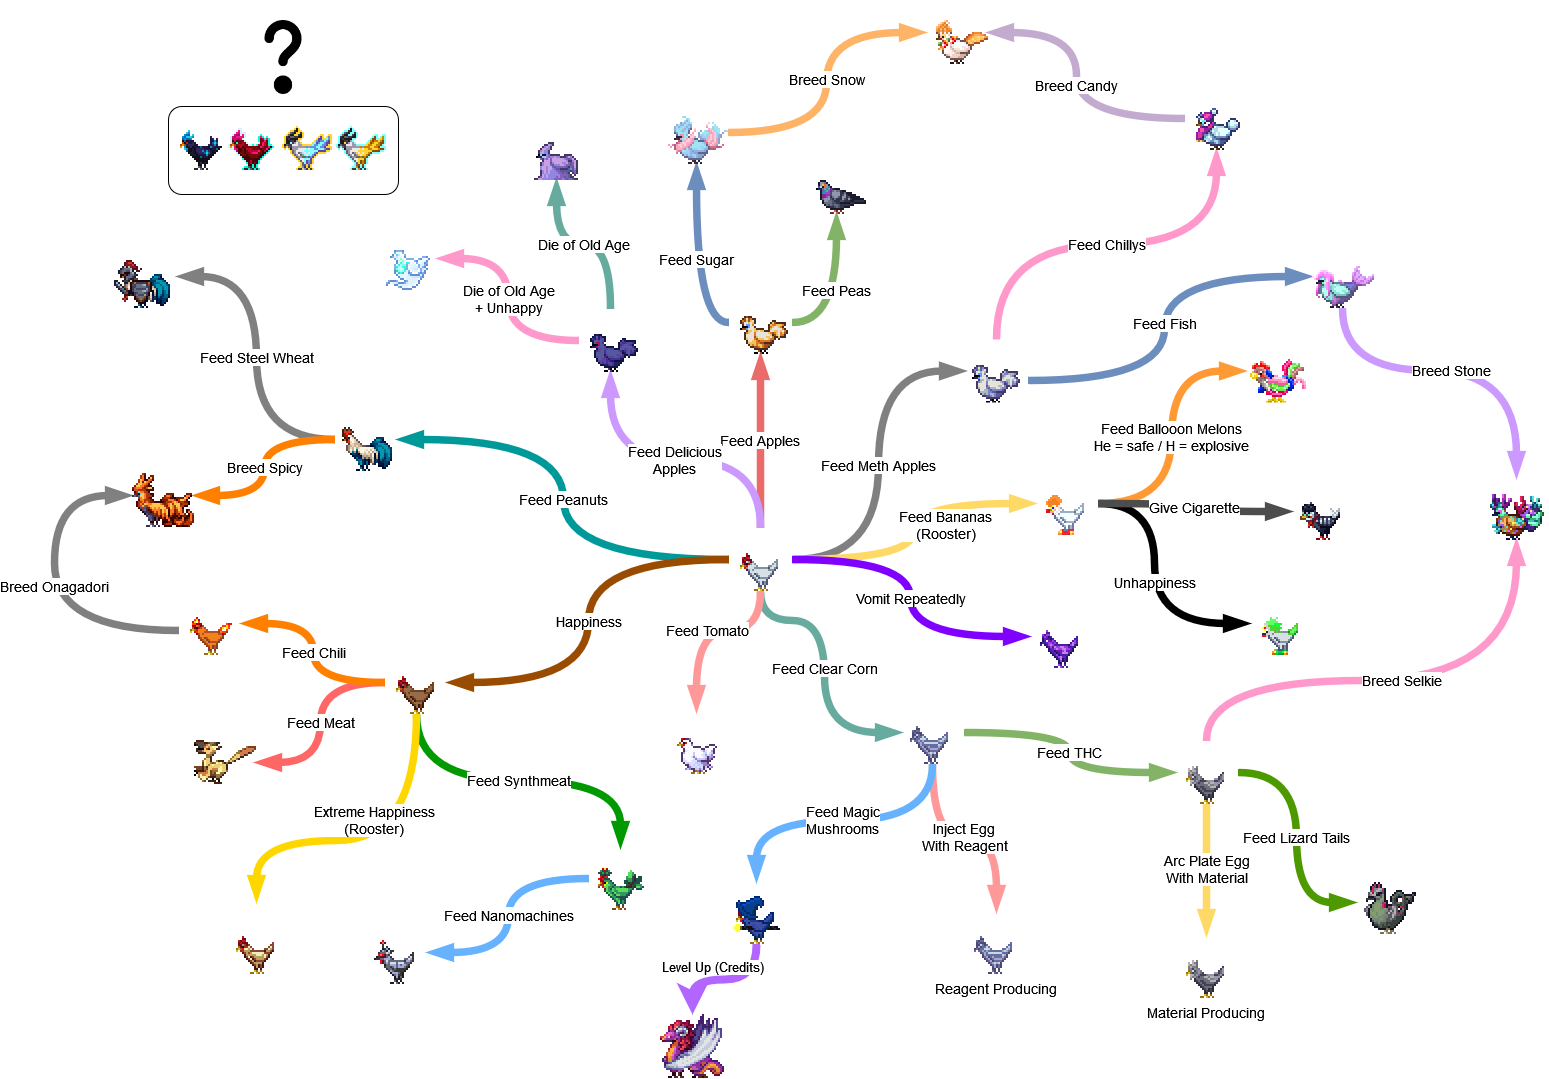 ?
Breed Snow
Breed Candy
Die of Old Age
Feed Sugar
Feed Chillys
Die of Old Age
+ Unhappy
Feed Peas
Feed Fish
Feed Steel Wheat
Breed Stone
Feed Ballooon Melons
He = safe / H = explosive
Feed Apples
Feed Delicious
Apples
Breed Spicy
Feed Meth Apples
Feed Peanuts
Give Cigarette
Feed Bananas
(Rooster)
Breed Onagadori
Unhappiness
Vomit Repeatedly
Happiness
Feed Tomato
Feed Chili
Feed Clear Corn
Breed Selkie
Feed Meat
Feed THC
Feed Synthmeat
Extreme Happiness
(Rooster)
Feed Magic
Mushrooms
Inject Egg
With Reagent
Feed Lizard Tails
Arc Plate Egg
With Material
Feed Nanomachines
Level Up (Credits)
Reagent Producing
Material Producing